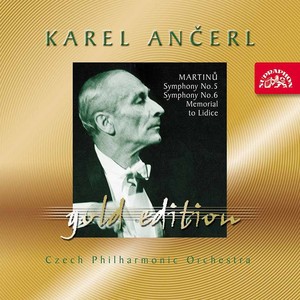 KAREL ANČERL
SUPRAPHON
MARTINŮ
Symphony No.5
Symphony No.6
Memorial
to Lidice
gold edition
Czech Philharmonic Orchestra